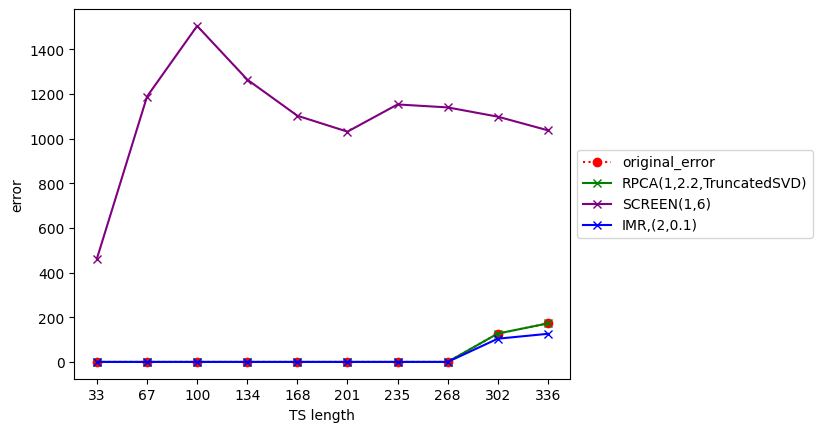 1400
1200
1000
800
600
400
200
0
error
33 67 100 134 168 201 235 268 302 336
TS length
original_error
RPCA(1,2.2,TruncatedSVD)
SCREEN(1,6)
IMR,(2,0.1)